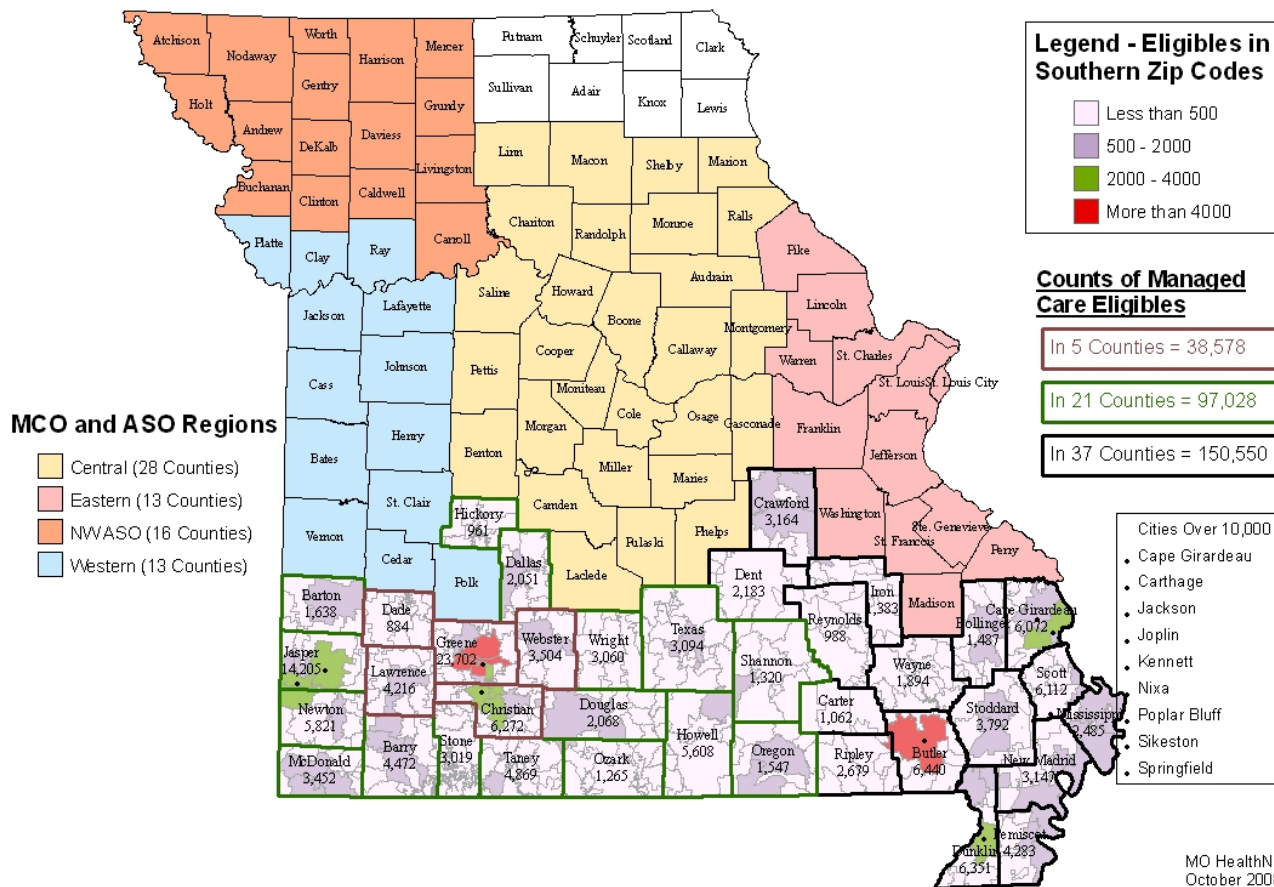 Atchison
Nodaway
Worth
Harrison
Mercer
Putnam
Schuyler
Scotland
Clark
Gentry
Sullivan
Adair
Knox
Lewis
Holt
Andrew
DeKalb
Daviess
Grundy
Livingston
Linn
Macon
Shelby
Marion
Buchanan
Clinton
Caldwell
Carroll
Chariton
Randolph
Monroe
Ralls
Platte
Clay
Ray
Pike
Audrain
Saline
Howard
Boone
Lincoln
Jackson
Lafayette
Montgomery
Callaway
Warren
St. Charles
Cooper
Johnson
Pettis
Moniteau
St. Louis
St. Louis City
Cass
Cole
Osage
Gasconade
Franklin
Morgan
Henry
Benton
Miller
Jefferson
Bates
Maries
St. Clair
Camden
Crawford
3,164
Washington
Ste. Genevieve
St. Francois
Hickory
961
Vernon
Pulaski
Phelps
Perry
Cedar
Dallas
2,051
Polk
Laclede
Dent
2,183
Iron
1,383
Madison
Barton
1,638
Dade
884
Greene
23,702
Webster
3,504
Wright
3,060
Texas
3,094
Reynolds
988
Bollinger
1,487
Cape Girardeau
6,072
Jasper
14,205
Lawrence
4,216
Shannon
1,320
Wayne
1,894
Scott
6,112
Newton
5,821
Christian
6,272
Douglas
2,068
Howell
5,608
Carter
1,062
Stoddard
3,792
Mississippi
2,485
McDonald
3,452
Barry
4,472
Stone
3,019
Taney
4,869
Ozark
1,265
Oregon
1,547
Ripley
2,679
Butler
6,440
New Madrid
3,147
Pemiscot
4,283
Dunklin
6,351
MCO and ASO Regions
Central (28 Counties)
Eastern (13 Counties)
NWASO (16 Counties)
Western (13 Counties)
Legend - Eligibles in
Southern Zip Codes
Less than 500
500 - 2000
2000 - 4000
More than 4000
Counts of Managed
Care Eligibles
In 5 Counties = 38,578
In 21 Counties = 97,028
In 37 Counties = 150,550
Cities Over 10,000
Cape Girardeau
Carthage
Jackson
Joplin
Kennett
Nixa
Poplar Bluff
Sikeston
Springfield
MO HealthN
October 200